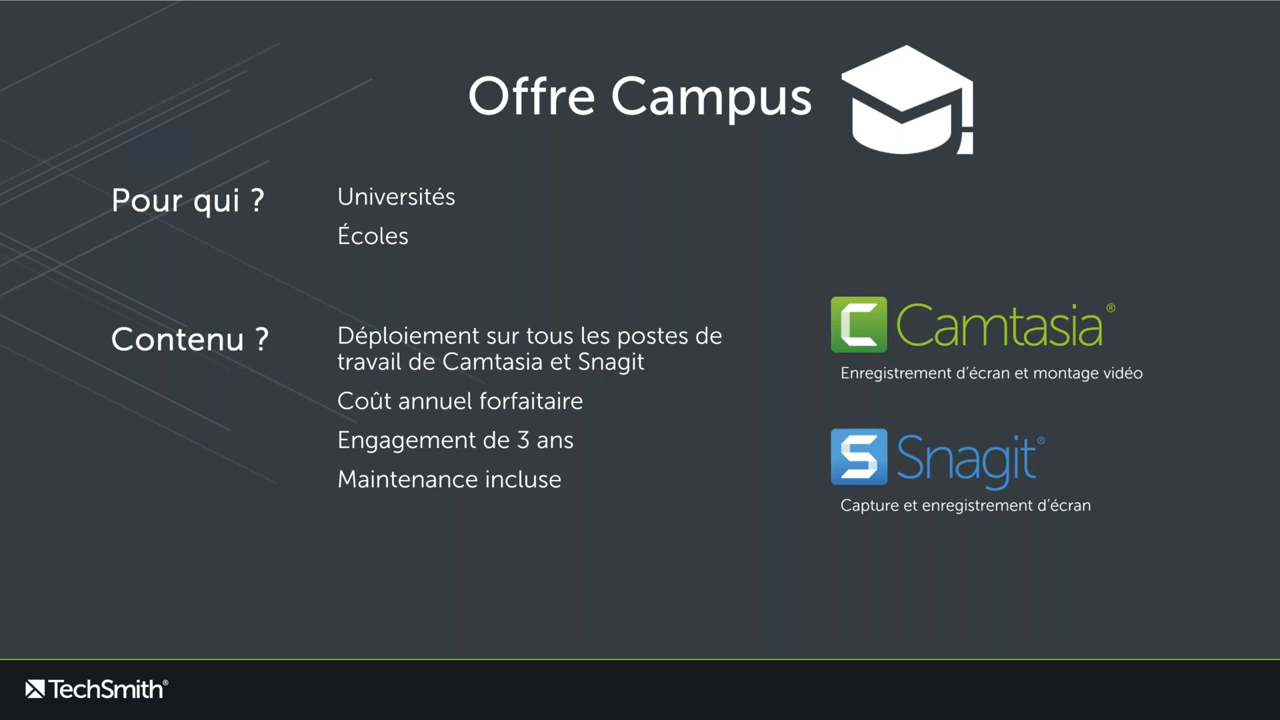 Offre Campus
Pour qui ?
Universités
Écoles
Contenu ?
Déploiement sur tous les postes de
travail de Camtasia et Snagit
Coût annuel forfaitaire
Engagement de 3 ans
Maintenance incluse
Camtasia®
Enregistrement d'écran et montage vidéo
Snagit®
Capture et enregistrement d'écran
TechSmith®